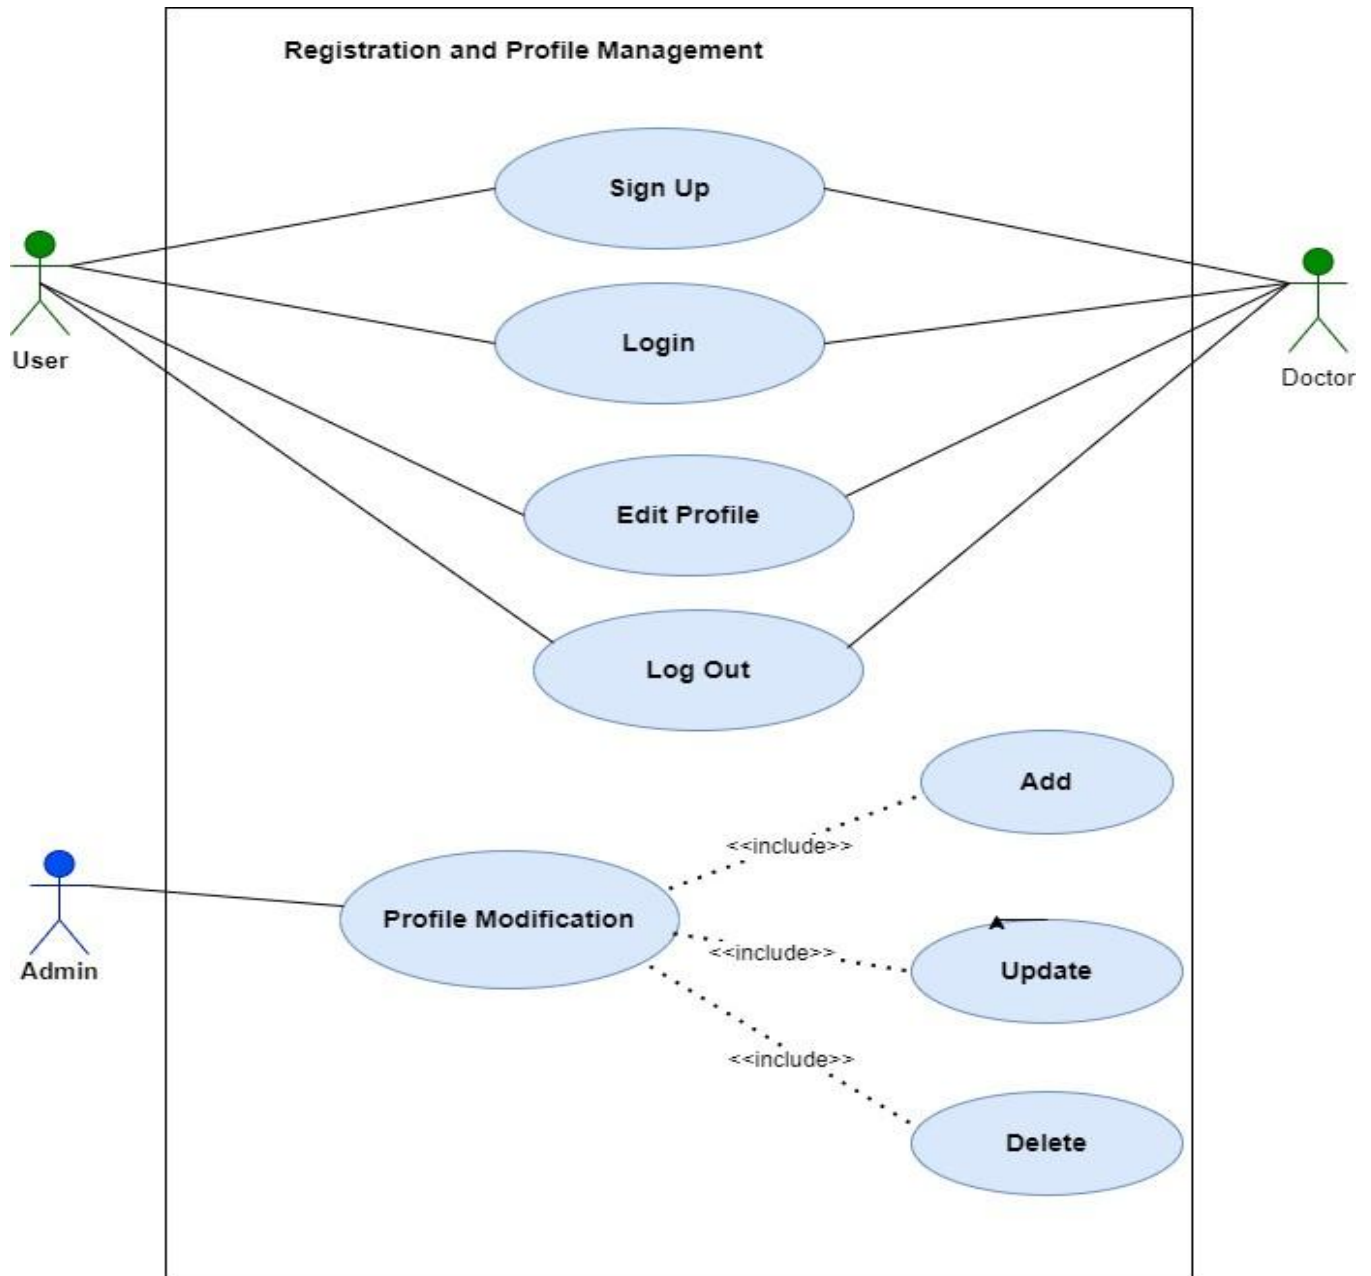 Registration and Profile Management
Sign Up
Login
User
Doctor
Edit Profile
Log Out
Add
<<include>>
Profile Modification
<<include>>
Update
Admin
<<include>>
Delete